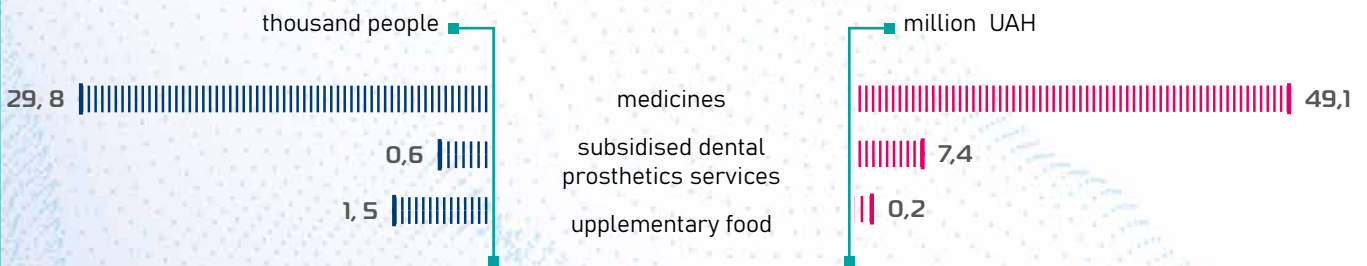 thousand people
million UAH
29, 8
medicines
49,1
0,6
subsidised dental
prosthetics services
7,4
1, 5
upplementary food
0,2